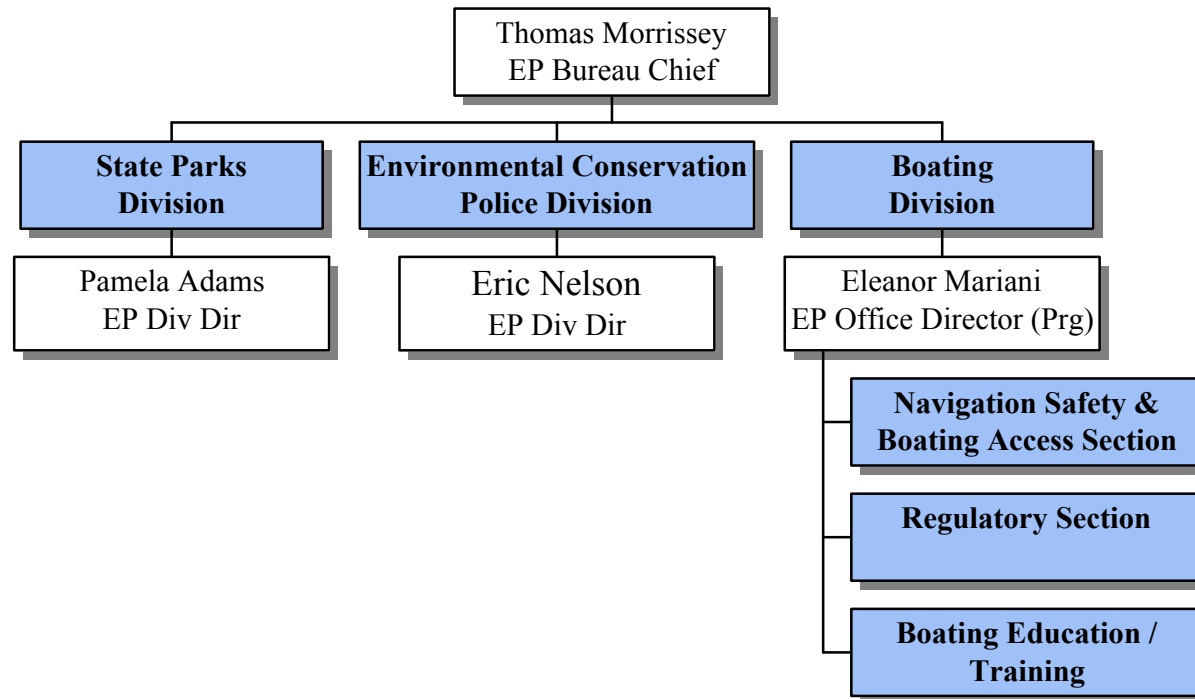 Thomas Morrissey
EP Bureau Chief
State Parks
Division
Environmental Conservation
Police Division
Boating
Division
Pamela Adams
EP Div Dir
Eric Nelson
EP Div Dir
Eleanor Mariani
EP Office Director (Prg)
Navigation Safety &
Boating Access Section
Regulatory Section
Boating Education /
Training